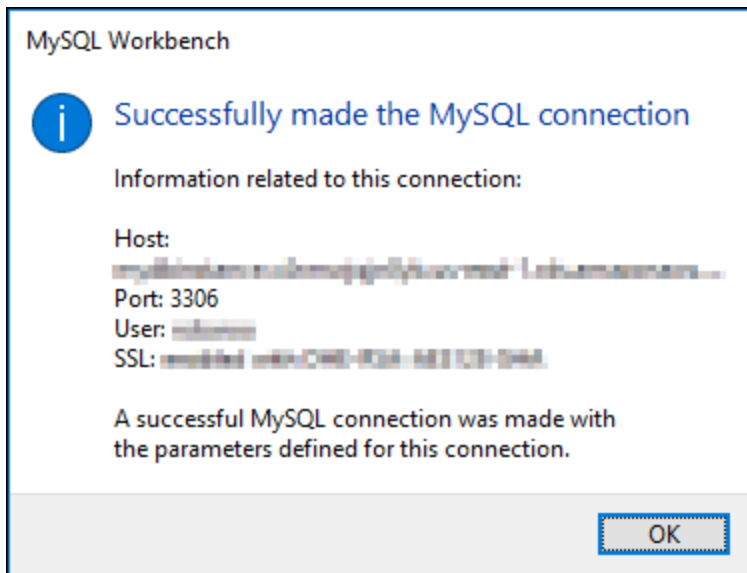 MySQL Workbench
Successfully made the MySQL connection
Information related to this connection:
Host:
Port: 3306
User:
SSL:
A successful MySQL connection was made with
the parameters defined for this connection.
OK